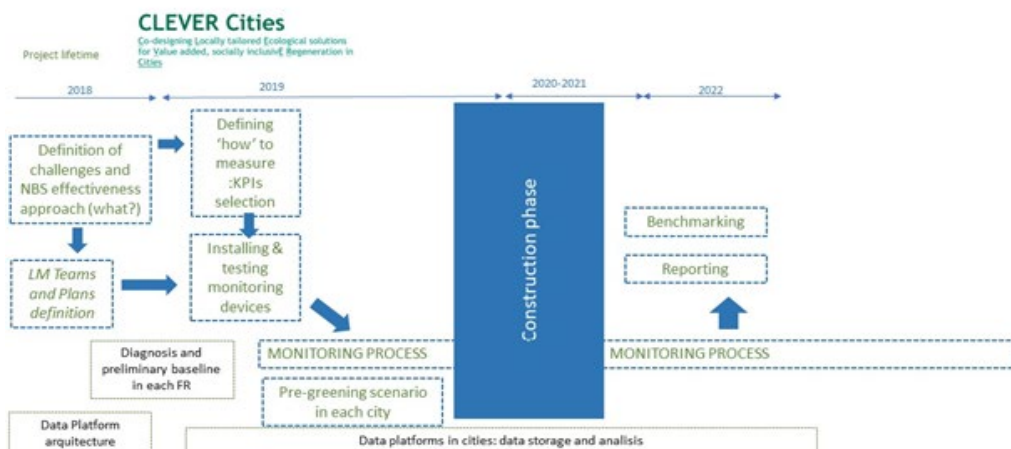 CLEVER Cities
Co-designing Locally tailored Ecological solutions
for Value added, socially inclusivE Regeneration in
Cities
Project lifetime
2018
2019
2020-2021
2022
Definition of
challenges and
NBS effectiveness
approach (what?)
Defining
‘how’ to
measure
:KPIs
selection
LM Teams
and Plans
definition
Installing &
testing
monitoring
devices
Construction phase
Benchmarking
Reporting
Diagnosis and
preliminary baseline
in each FR
MONITORING PROCESS
MONITORING PROCESS
Pre-greening scenario
in each city
Data Platform
arquitecture
Data platforms in cities: data storage and analisis